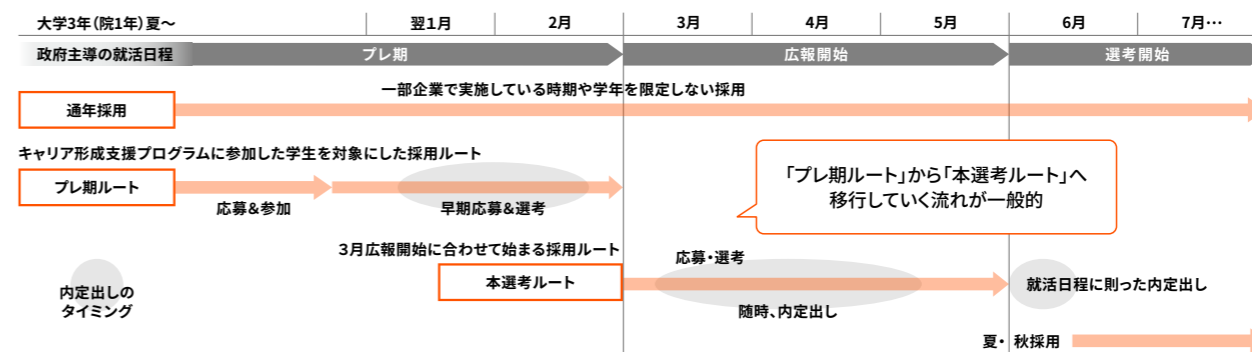 大学3年(院1年)夏〜 翌1月 2月 3月 4月 5月 6月 7月…
政府主導の就活日程 プレ期 広報開始 選考開始
一部企業で実施している時期や学年を限定しない採用
通年採用
キャリア形成支援プログラムに参加した学生を対象にした採用ルート
プレ期ルート
応募&参加 早期応募&選考
「プレ期ルート」から「本選考ルート」へ
移行していく流れが一般的
3月広報開始に合わせて始まる採用ルート
応募・選考
本選考ルート
随時、内定出し
就活日程に則った内定出し
内定出しの
タイミング
夏・秋採用